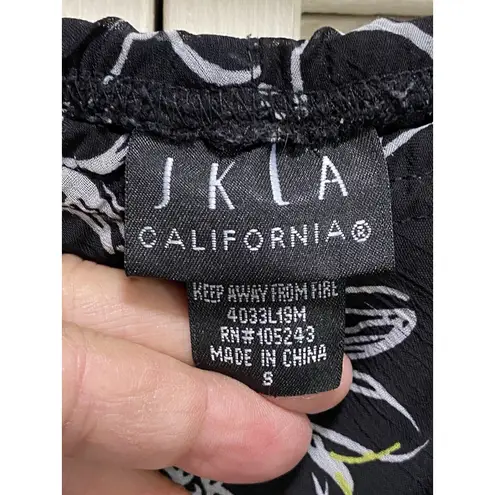 JKLA
CALIFORNIA®
KEEP AWAY FROM FIRE
4033L19M
RN#105243
MADE IN CHINA
S